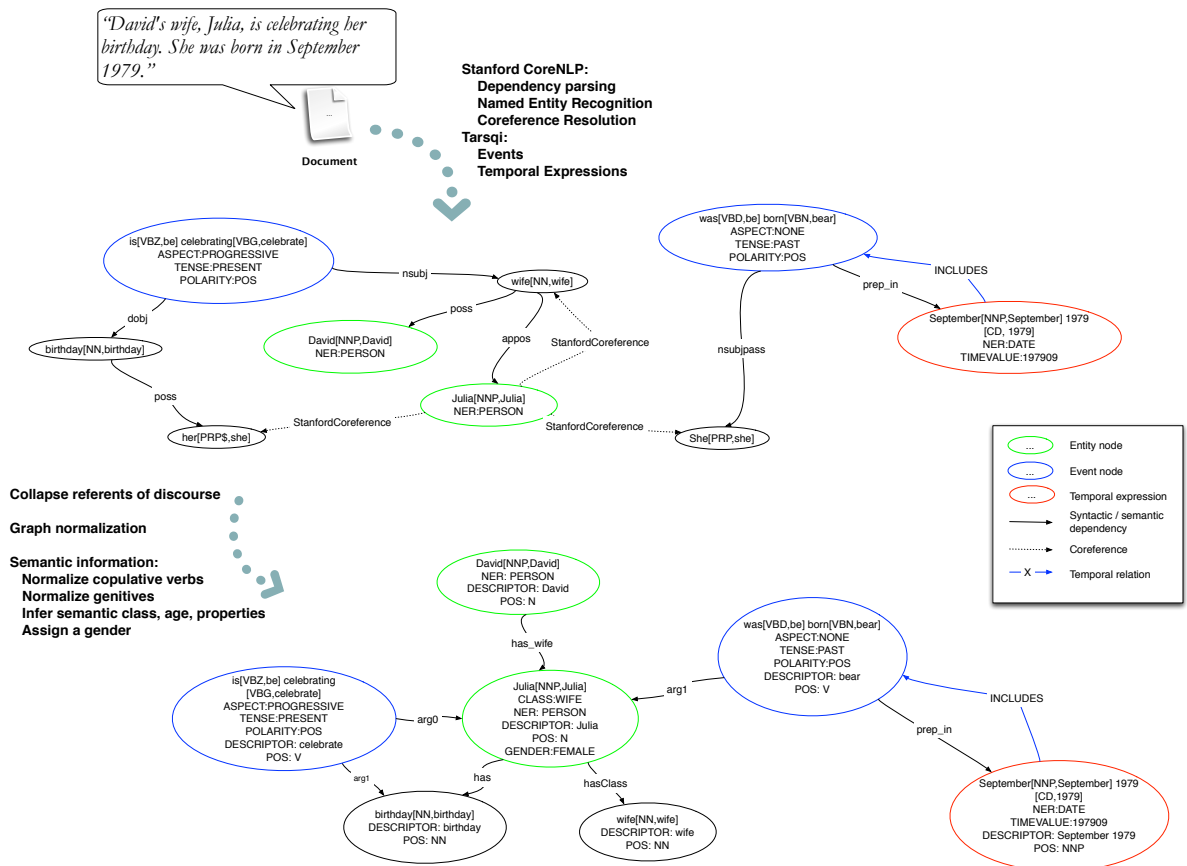 “David's wife, Julia, is celebrating her
birthday. She was born in September
1979.”
...
Document
Stanford CoreNLP:
Dependency parsing
Named Entity Recognition
Coreference Resolution
Tarsqi:
Events
Temporal Expressions
is[VBZ,be] celebrating[VBG,celebrate]
ASPECT:PROGRESSIVE
TENSE:PRESENT
POLARITY:POS
nsubj
wife[NN,wife]
dobj
birthday[NN,birthday]
poss
David[NNP,David]
NER:PERSON
appos
StanfordCoreference
poss
Julia[NNP,Julia]
NER:PERSON
her[PRP$,she]
StanfordCoreference
StanfordCoreference
She[PRP,she]
was[VBD,be] born[VBN,bear]
ASPECT:NONE
TENSE:PAST
POLARITY:POS
INCLUDES
prep_in
nsubjpass
September[NNP,September] 1979
[CD, 1979]
NER:DATE
TIMEVALUE:197909
... Entity node
... Event node
... Temporal expression
Syntactic / semantic
dependency
Coreference
X Temporal relation
Collapse referents of discourse
Graph normalization
Semantic information:
Normalize copulative verbs
Normalize genitives
Infer semantic class, age, properties
Assign a gender
David[NNP,David]
NER: PERSON
DESCRIPTOR: David
POS: N
has_wife
is[VBZ,be] celebrating
[VBG,celebrate]
ASPECT:PROGRESSIVE
TENSE:PRESENT
POLARITY:POS
DESCRIPTOR: celebrate
POS: V
arg0
Julia[NNP,Julia]
CLASS:WIFE
NER: PERSON
DESCRIPTOR: Julia
POS: N
GENDER:FEMALE
arg1
was[VBD,be] born[VBN,bear]
ASPECT:NONE
TENSE:PAST
POLARITY:POS
DESCRIPTOR: bear
POS: V
INCLUDES
prep_in
arg1
has
hasClass
birthday[NN,birthday]
DESCRIPTOR: birthday
POS: NN
wife[NN,wife]
DESCRIPTOR: wife
POS: NN
September[NNP,September] 1979
[CD,1979]
NER:DATE
TIMEVALUE:197909
DESCRIPTOR: September 1979
POS: NNP